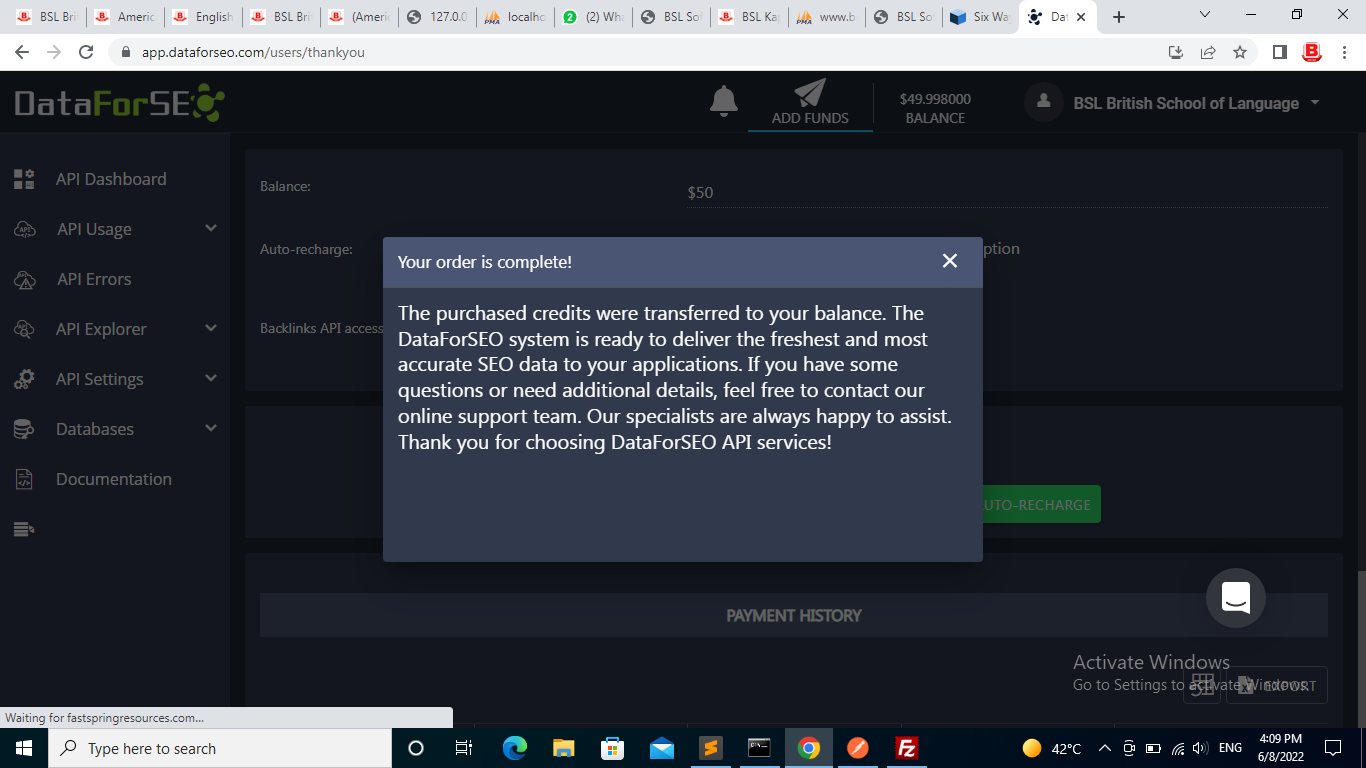 BSL Bri
Americ
English
BSL Bri
(Ameri
127.0.0
localho
(2) Wha
BSL Sof
BSL Ka
www.b
BSL So
Six Wa
Dat
app.dataforseo.com/users/thankyou
DataForSEO
ADD FUNDS
$49.998000
BALANCE
BSL British School of Language
API Dashboard
API Usage
API Errors
API Explorer
API Settings
Databases
Documentation
Balance:
$50
Auto-recharge:
ption
Backlinks API access
Your order is complete!
The purchased credits were transferred to your balance. The
DataForSEO system is ready to deliver the freshest and most
accurate SEO data to your applications. If you have some
questions or need additional details, feel free to contact our
online support team. Our specialists are always happy to assist.
Thank you for choosing DataForSEO API services!
UTO-RECHARGE
PAYMENT HISTORY
EXPORT
Activate Windows
Go to Settings to activate Windows.
Waiting for fastspringresources.com...
Type here to search
42°C
ENG
4:09 PM
6/8/2022